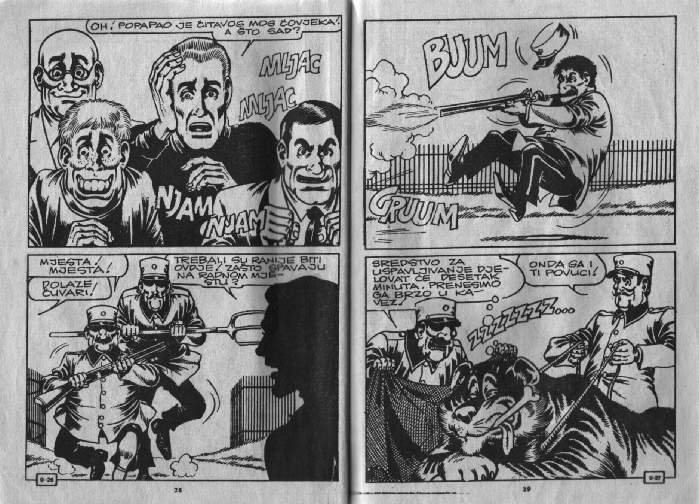 OH! POPAPAO JE ČITAVOG MOG ČOVJEKA!
A ŠTO SAD?
MLJAC
MLJAC
NJAM
NJAM
MJESTA!
MJESTA!
DOLAZE
ČUVARI!
TREBALI SU RANIJE BITI
OVDJE! ZAŠTO SPAVAJU
NA RADNOM MJE-
STU?
9-26
28
BUUM
GRUUM
SREDSTVO ZA
USPAVLJIVANJE DJE-
LOVAT ĆE DESETAK
MINUTA. PRENESIMO
GA BRZO U KA-
VEZ!
ONDA GA I
TI POVUCI!
ZZZZZZZ...
9-27
29